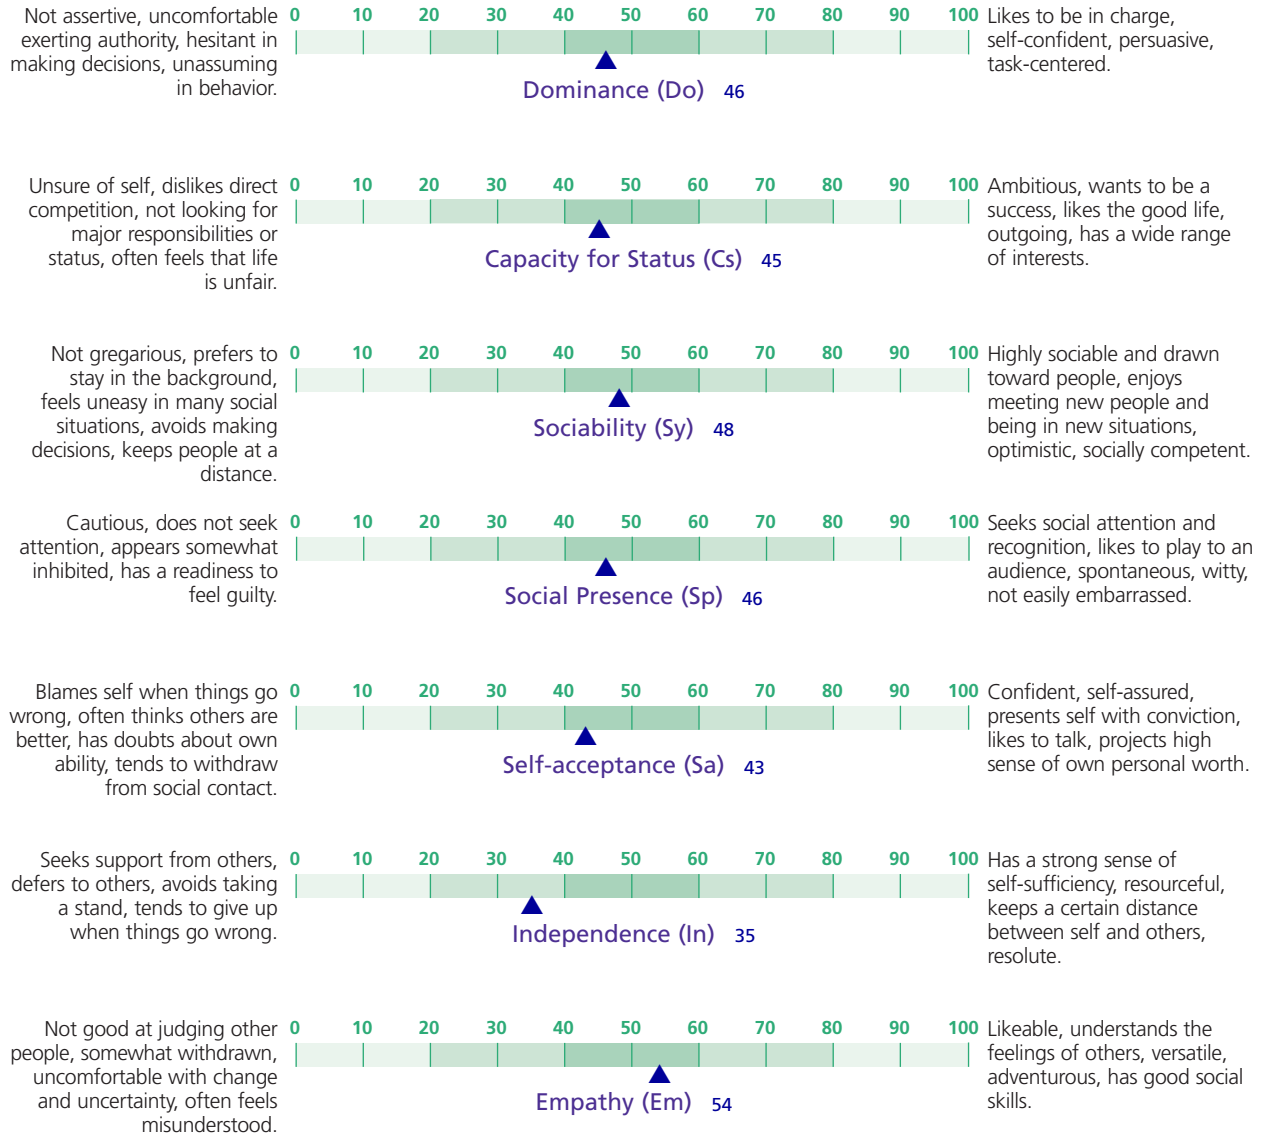 Not assertive, uncomfortable
exerting authority, hesitant in
making decisions, unassuming
in behavior.
0 10 20 30 40 50 60 70 80 90 100
Likes to be in charge,
self-confident, persuasive,
task-centered.
Dominance (Do) 46
Unsure of self, dislikes direct
competition, not looking for
major responsibilities or
status, often feels that life
is unfair.
0 10 20 30 40 50 60 70 80 90 100
Ambitious, wants to be a
success, likes the good life,
outgoing, has a wide range
of interests.
Capacity for Status (Cs) 45
Not gregarious, prefers to
stay in the background,
feels uneasy in many social
situations, avoids making
decisions, keeps people at a
distance.
0 10 20 30 40 50 60 70 80 90 100
Highly sociable and drawn
toward people, enjoys
meeting new people and
being in new situations,
optimistic, socially competent.
Sociability (Sy) 48
Cautious, does not seek
attention, appears somewhat
inhibited, has a readiness to
feel guilty.
0 10 20 30 40 50 60 70 80 90 100
Seeks social attention and
recognition, likes to play to an
audience, spontaneous, witty,
not easily embarrassed.
Social Presence (Sp) 46
Blames self when things go
wrong, often thinks others are
better, has doubts about own
ability, tends to withdraw
from social contact.
0 10 20 30 40 50 60 70 80 90 100
Confident, self-assured,
presents self with conviction,
likes to talk, projects high
sense of own personal worth.
Self-acceptance (Sa) 43
Seeks support from others,
defers to others, avoids taking
a stand, tends to give up
when things go wrong.
0 10 20 30 40 50 60 70 80 90 100
Has a strong sense of
self-sufficiency, resourceful,
keeps a certain distance
between self and others,
resolute.
Independence (In) 35
Not good at judging other
people, somewhat withdrawn,
uncomfortable with change
and uncertainty, often feels
misunderstood.
0 10 20 30 40 50 60 70 80 90 100
Likeable, understands the
feelings of others, versatile,
adventurous, has good social
skills.
Empathy (Em) 54